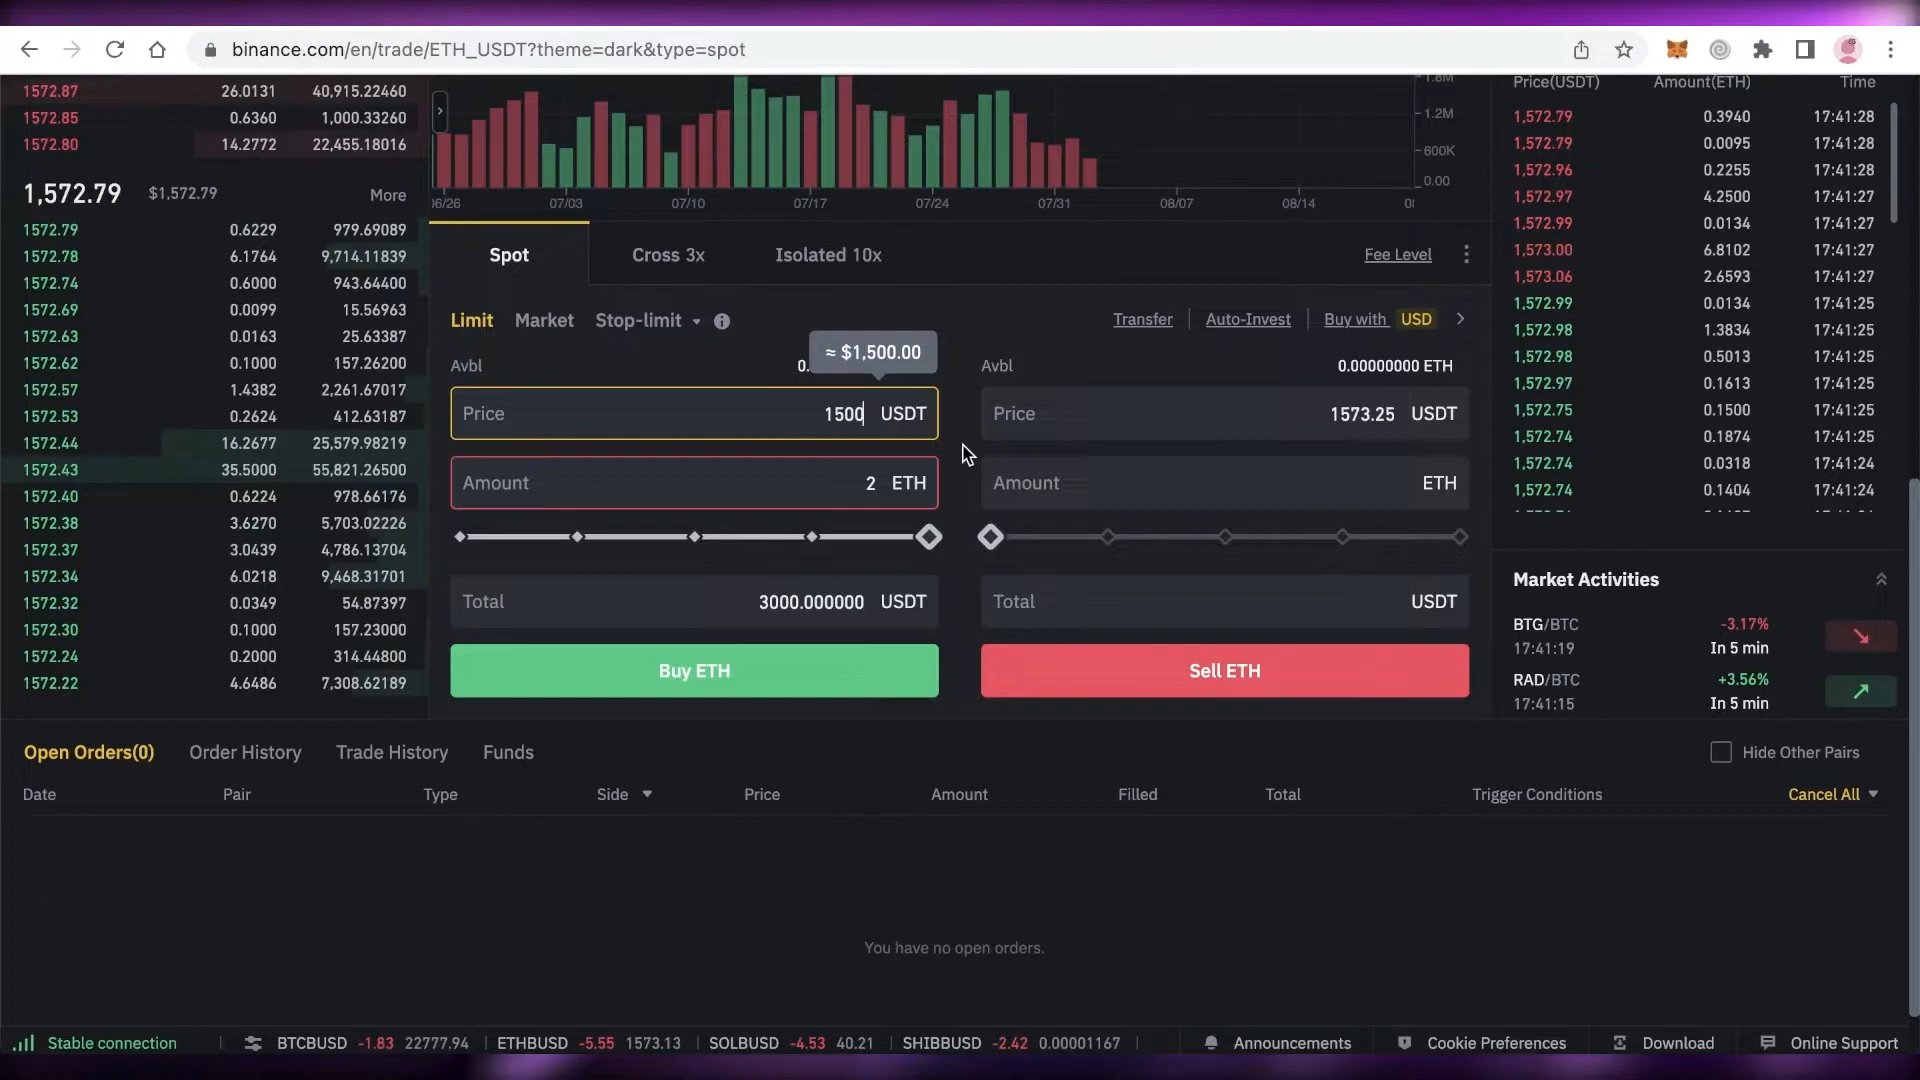 binance.com/en/trade/ETH_USDT?theme=dark&type=spot
1572.87 26.0131 40,915.22460
1572.85 0.6360 1,000.33260
1572.80 14.2772 22,455.18016
1,572.79 $1,572.79 More
1572.79 0.6229 979.69089
1572.78 6.1764 9,714.11839
1572.74 0.6000 943.64400
1572.69 0.0099 15.56963
1572.63 0.0163 25.63387
1572.62 0.1000 157.26200
1572.57 1.4382 2,261.67017
1572.53 0.2624 412.63187
1572.44 16.2677 25,579.98219
1572.43 35.5000 55,821.26500
1572.40 0.6224 978.66176
1572.38 3.6270 5,703.02226
1572.37 3.0439 4,786.13704
1572.34 6.0218 9,468.31701
1572.32 0.0349 54.87397
1572.30 0.1000 157.23000
1572.24 0.2000 314.44800
1572.22 4.6486 7,308.62189
1.8M
1.2M
600K
0.00
06/26 07/03 07/10 07/17 07/24 07/31 08/07 08/14
Spot Cross 3x Isolated 10x Fee Level
Limit Market Stop-limit Transfer Auto-Invest Buy with USD
≈ $1,500.00
Avbl 0. Avbl 0.00000000 ETH
Price 1500 USDT Price 1573.25 USDT
Amount 2 ETH Amount ETH
Total 3000.000000 USDT Total USDT
Buy ETH Sell ETH
Price(USDT) Amount(ETH) Time
1,572.79 0.3940 17:41:28
1,572.79 0.0095 17:41:28
1,572.96 0.2255 17:41:28
1,572.97 4.2500 17:41:27
1,572.99 0.0134 17:41:27
1,573.00 6.8102 17:41:27
1,573.06 2.6593 17:41:27
1,572.99 0.0134 17:41:25
1,572.98 1.3834 17:41:25
1,572.98 0.5013 17:41:25
1,572.97 0.1613 17:41:25
1,572.75 0.1500 17:41:25
1,572.74 0.1874 17:41:25
1,572.74 0.0318 17:41:24
1,572.74 0.1404 17:41:24
Market Activities
BTG/BTC -3.17%
17:41:19 In 5 min
RAD/BTC +3.56%
17:41:15 In 5 min
Open Orders(0) Order History Trade History Funds Hide Other Pairs
Date Pair Type Side Price Amount Filled Total Trigger Conditions Cancel All
You have no open orders.
Stable connection BTCBUSD -1.83 22777.94 ETHBUSD -5.55 1573.13 SOLBUSD -4.53 40.21 SHIBBUSD -2.42 0.00001167 Announcements Cookie Preferences Download Online Support